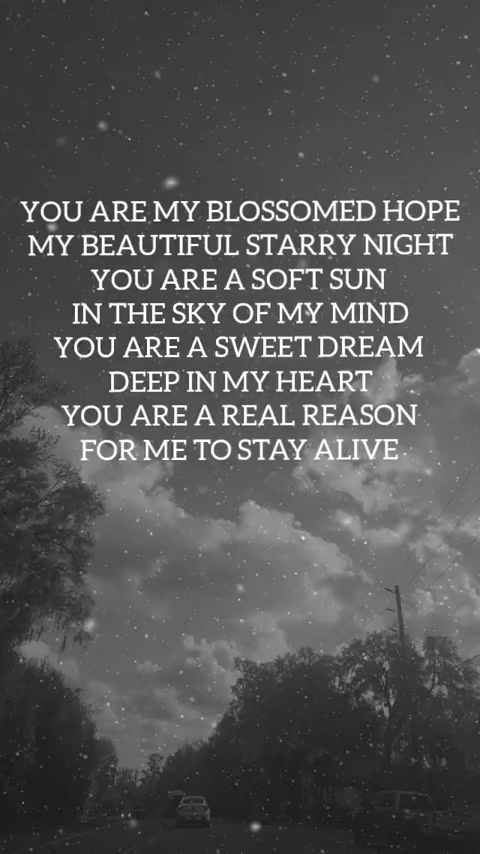 YOU ARE MY BLOSSOMED HOPE
MY BEAUTIFUL STARRY NIGHT
YOU ARE A SOFT SUN
IN THE SKY OF MY MIND
YOU ARE A SWEET DREAM
DEEP IN MY HEART
YOU ARE A REAL REASON
FOR ME TO STAY ALIVE